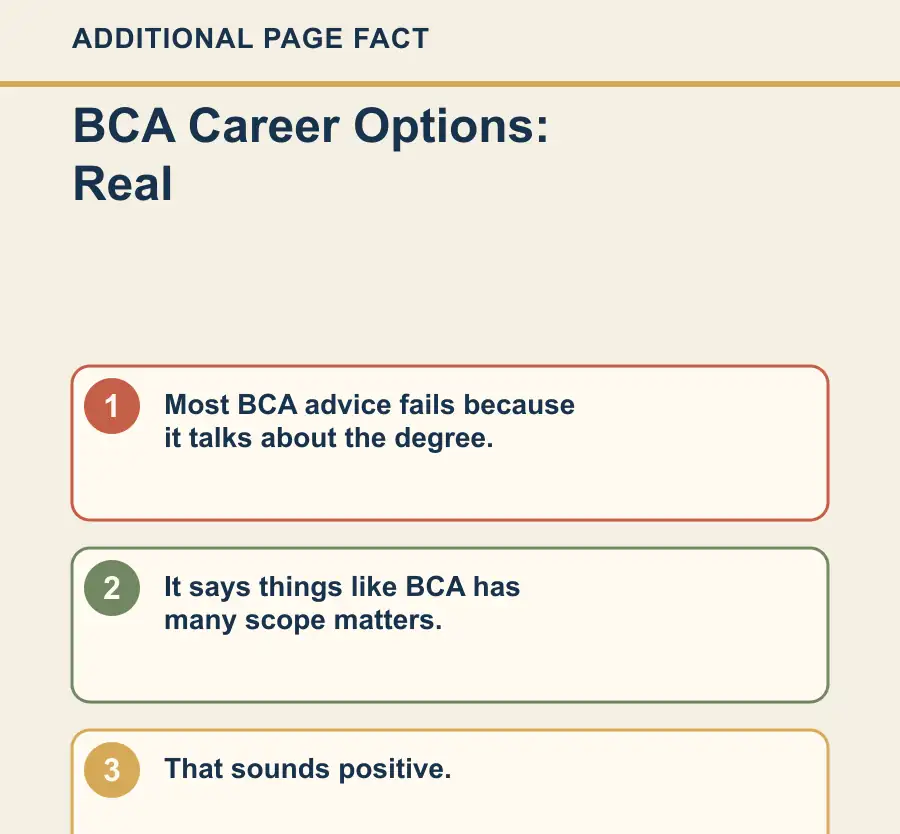 ADDITIONAL PAGE FACT
BCA Career Options:
Real
1
Most BCA advice fails because
it talks about the degree.
2
It says things like BCA has
many scope matters.
3
That sounds positive.